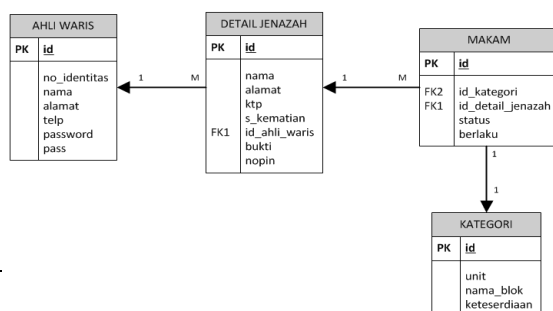 AHLI WARIS
PK id
no_identitas
nama
alamat
telp
password
pass
1 M
DETAIL JENAZAH
PK id
nama
alamat
ktp
s_kematian
FK1 id_ahli_waris
bukti
nopin
1 M
MAKAM
PK id
FK2 id_kategori
FK1 id_detail_jenazah
status
berlaku
1
1
KATEGORI
PK id
unit
nama_blok
keteserdiaan